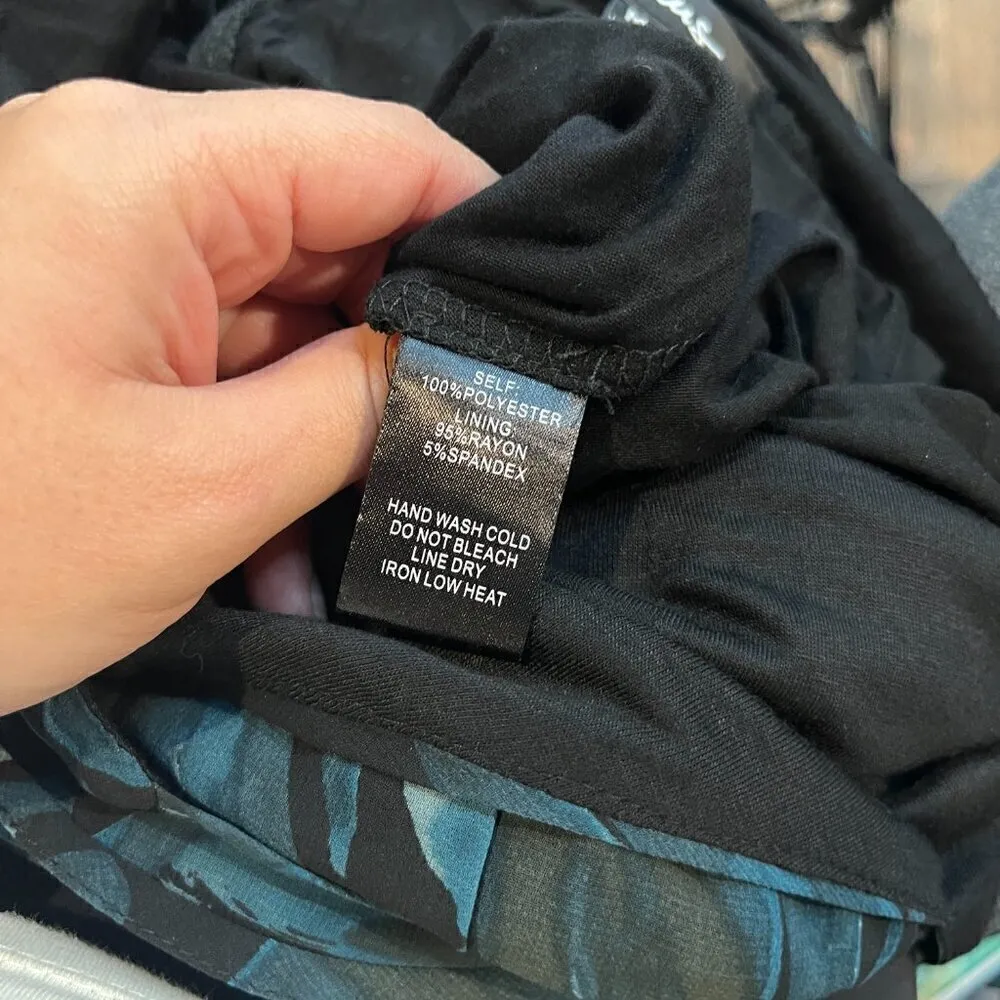 SELF:
100%POLYESTER
LINING:
95%RAYON
5%SPANDEX
HAND WASH COLD
DO NOT BLEACH
LINE DRY
IRON LOW HEAT